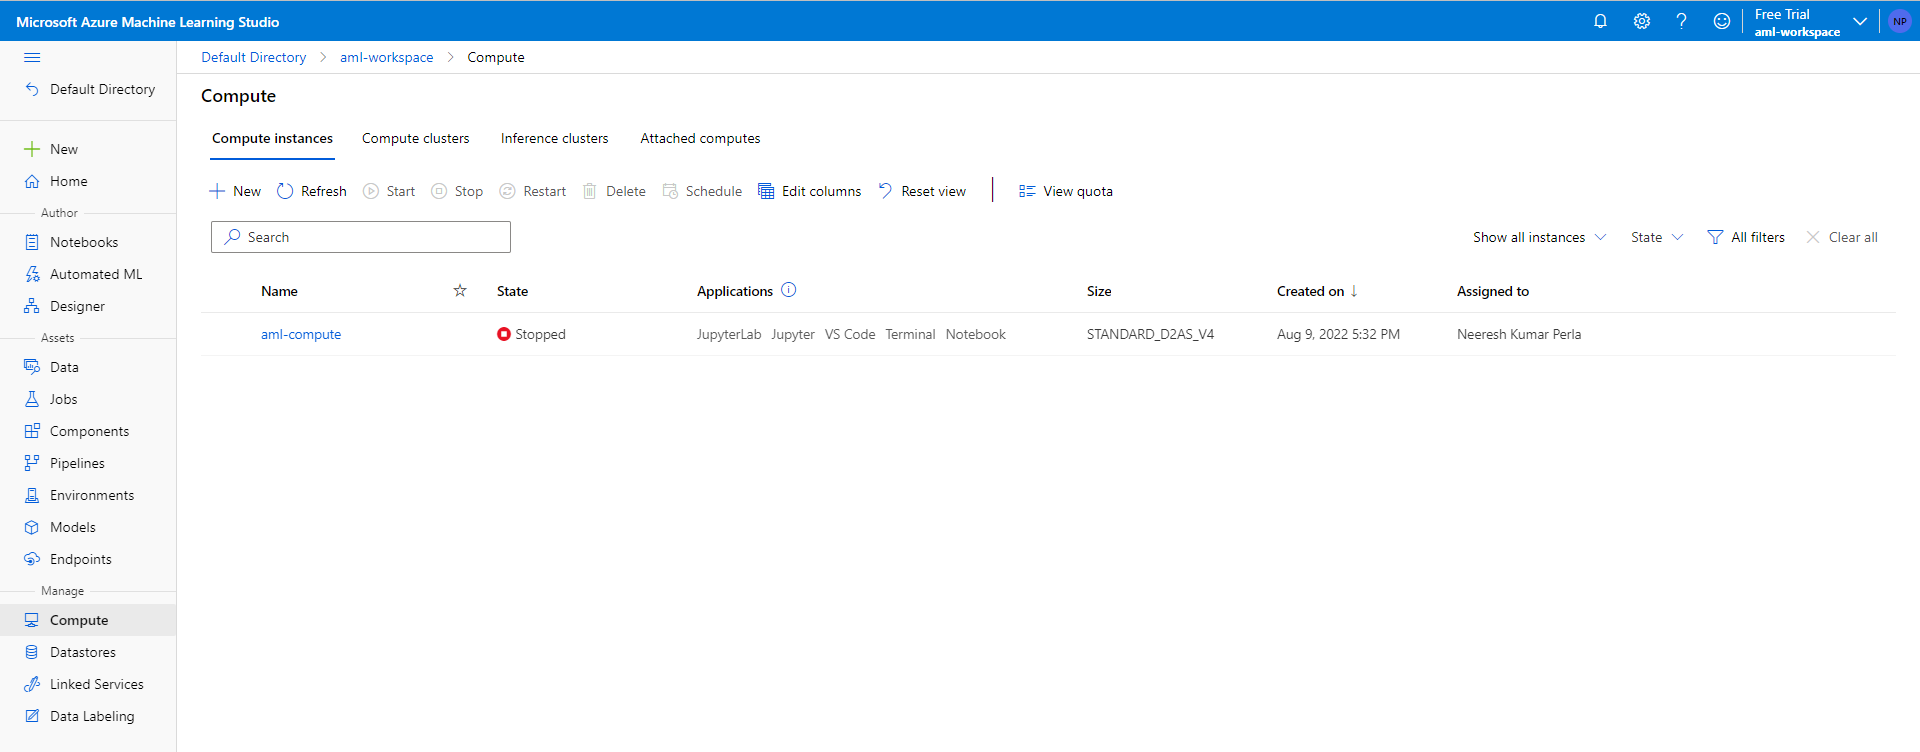 Microsoft Azure Machine Learning Studio
Free Trial
aml-workspace
NP
Default Directory
New
Home
Author
Notebooks
Automated ML
Designer
Assets
Data
Jobs
Components
Pipelines
Environments
Models
Endpoints
Manage
Compute
Datastores
Linked Services
Data Labeling
Default Directory > aml-workspace > Compute
Compute
Compute instances Compute clusters Inference clusters Attached computes
New Refresh Start Stop Restart Delete Schedule Edit columns Reset view View quota
Search Show all instances State All filters Clear all
Name State Applications Size Created on ↓ Assigned to
aml-compute Stopped JupyterLab Jupyter VS Code Terminal Notebook STANDARD_D2AS_V4 Aug 9, 2022 5:32 PM Neeresh Kumar Perla